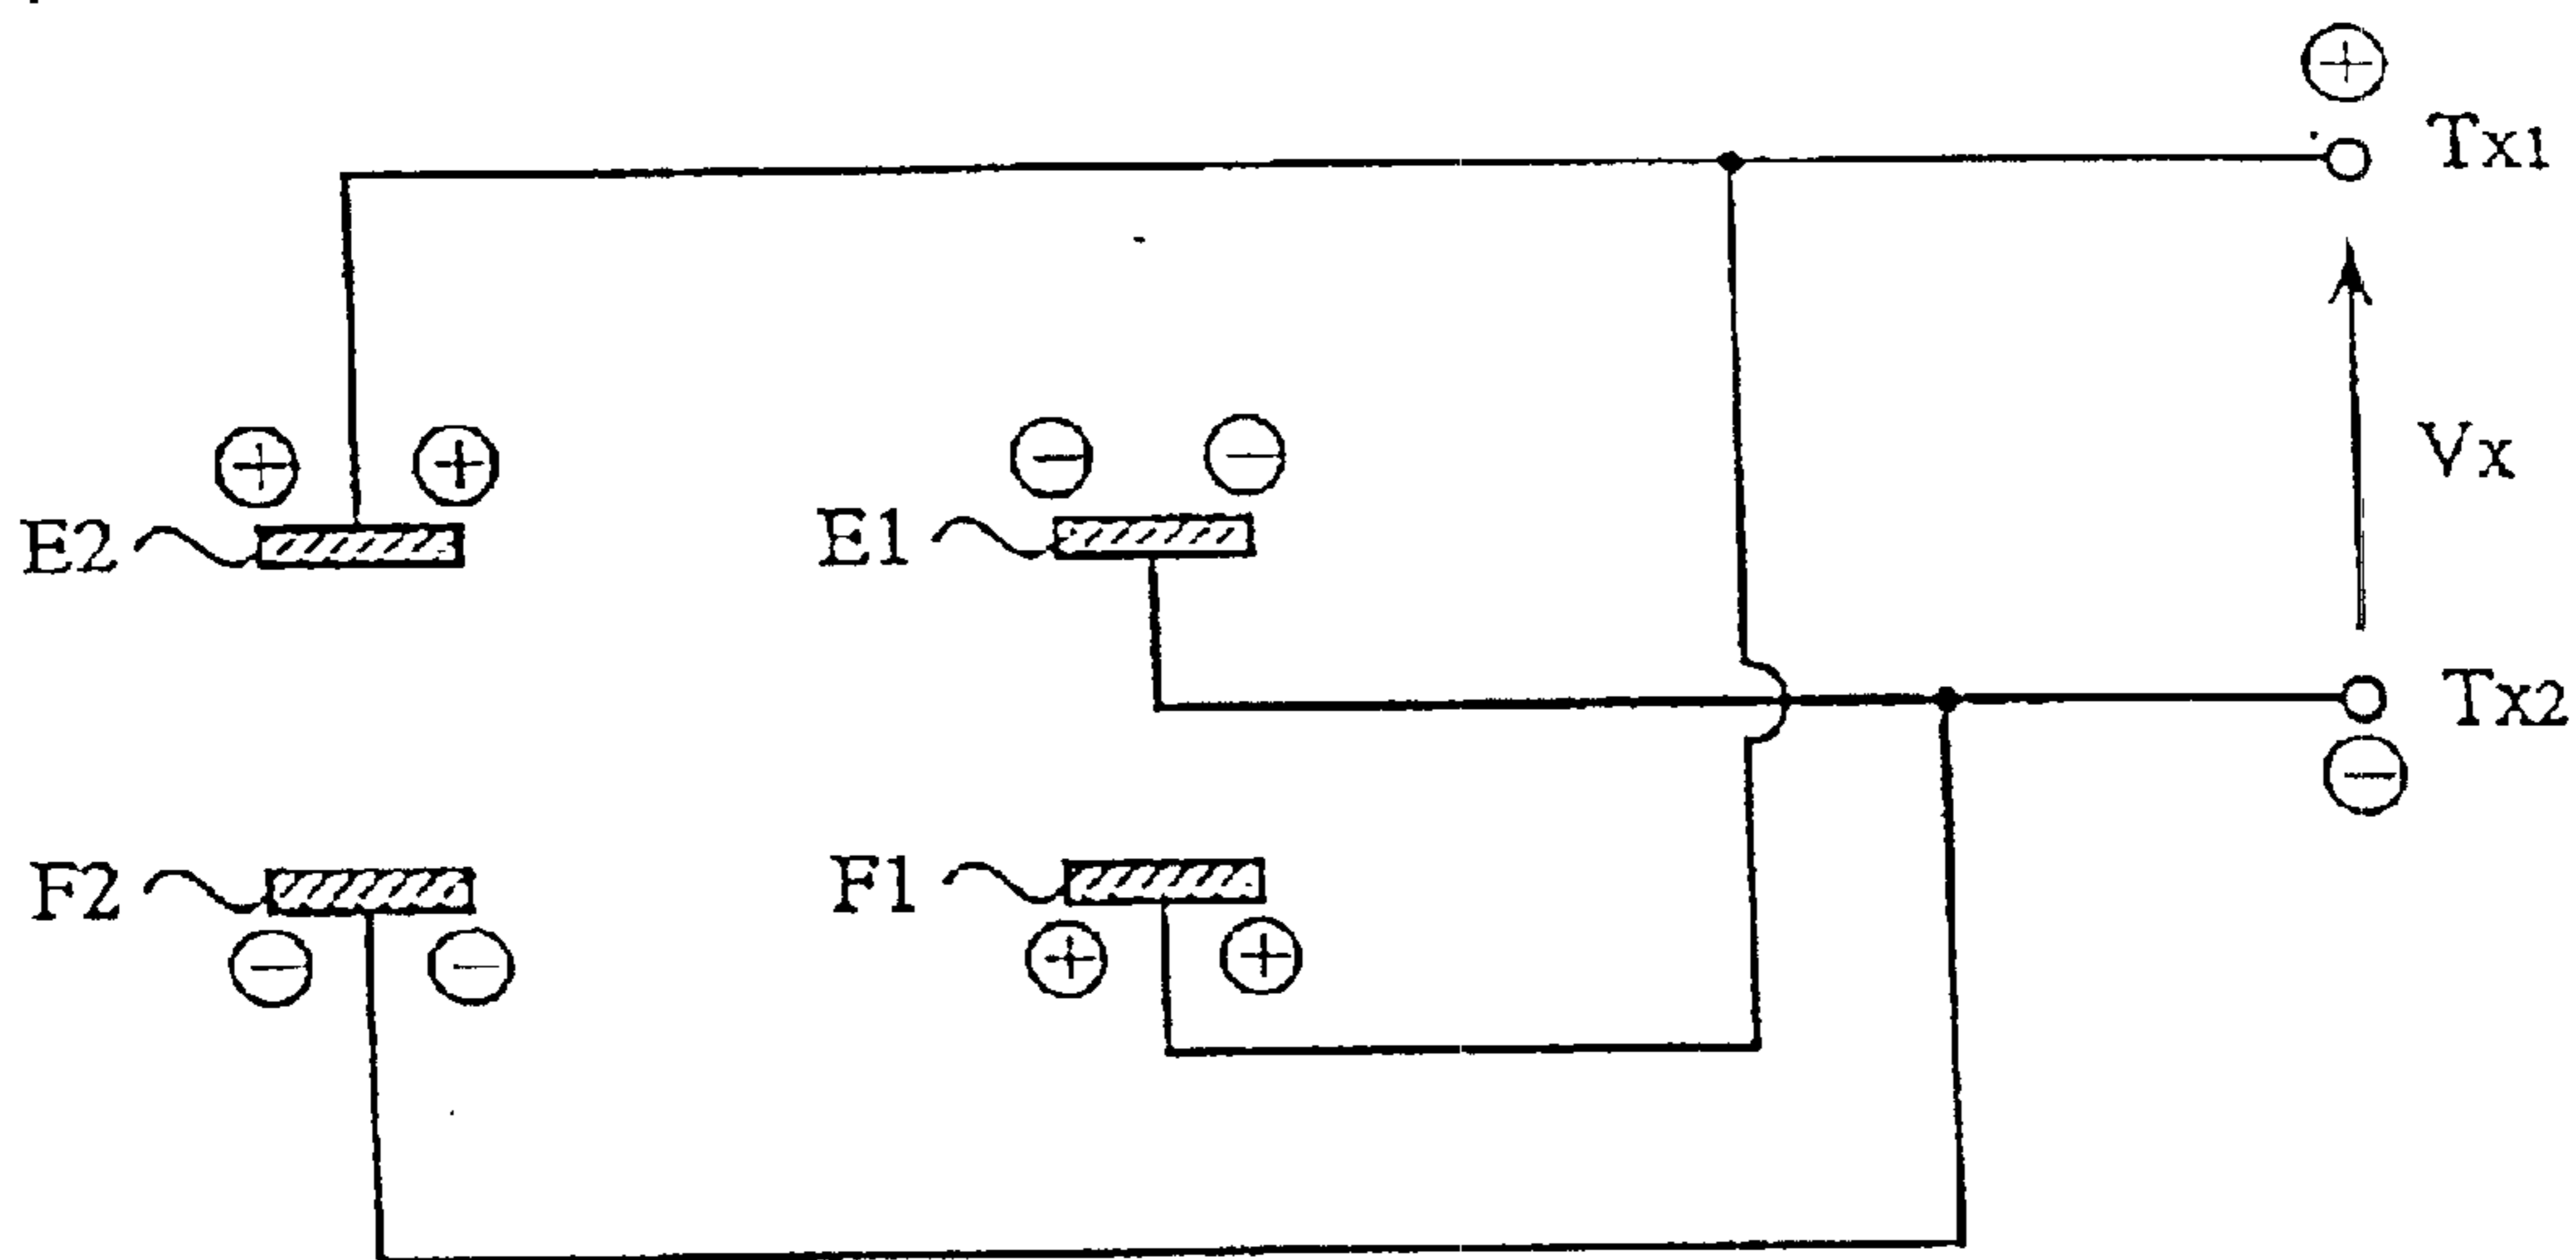 ⊕
Tx1
⊕ ⊕ ⊖ ⊖
Vx
E2 E1
Tx2
⊖
F2 F1
⊖ ⊖ ⊕ ⊕